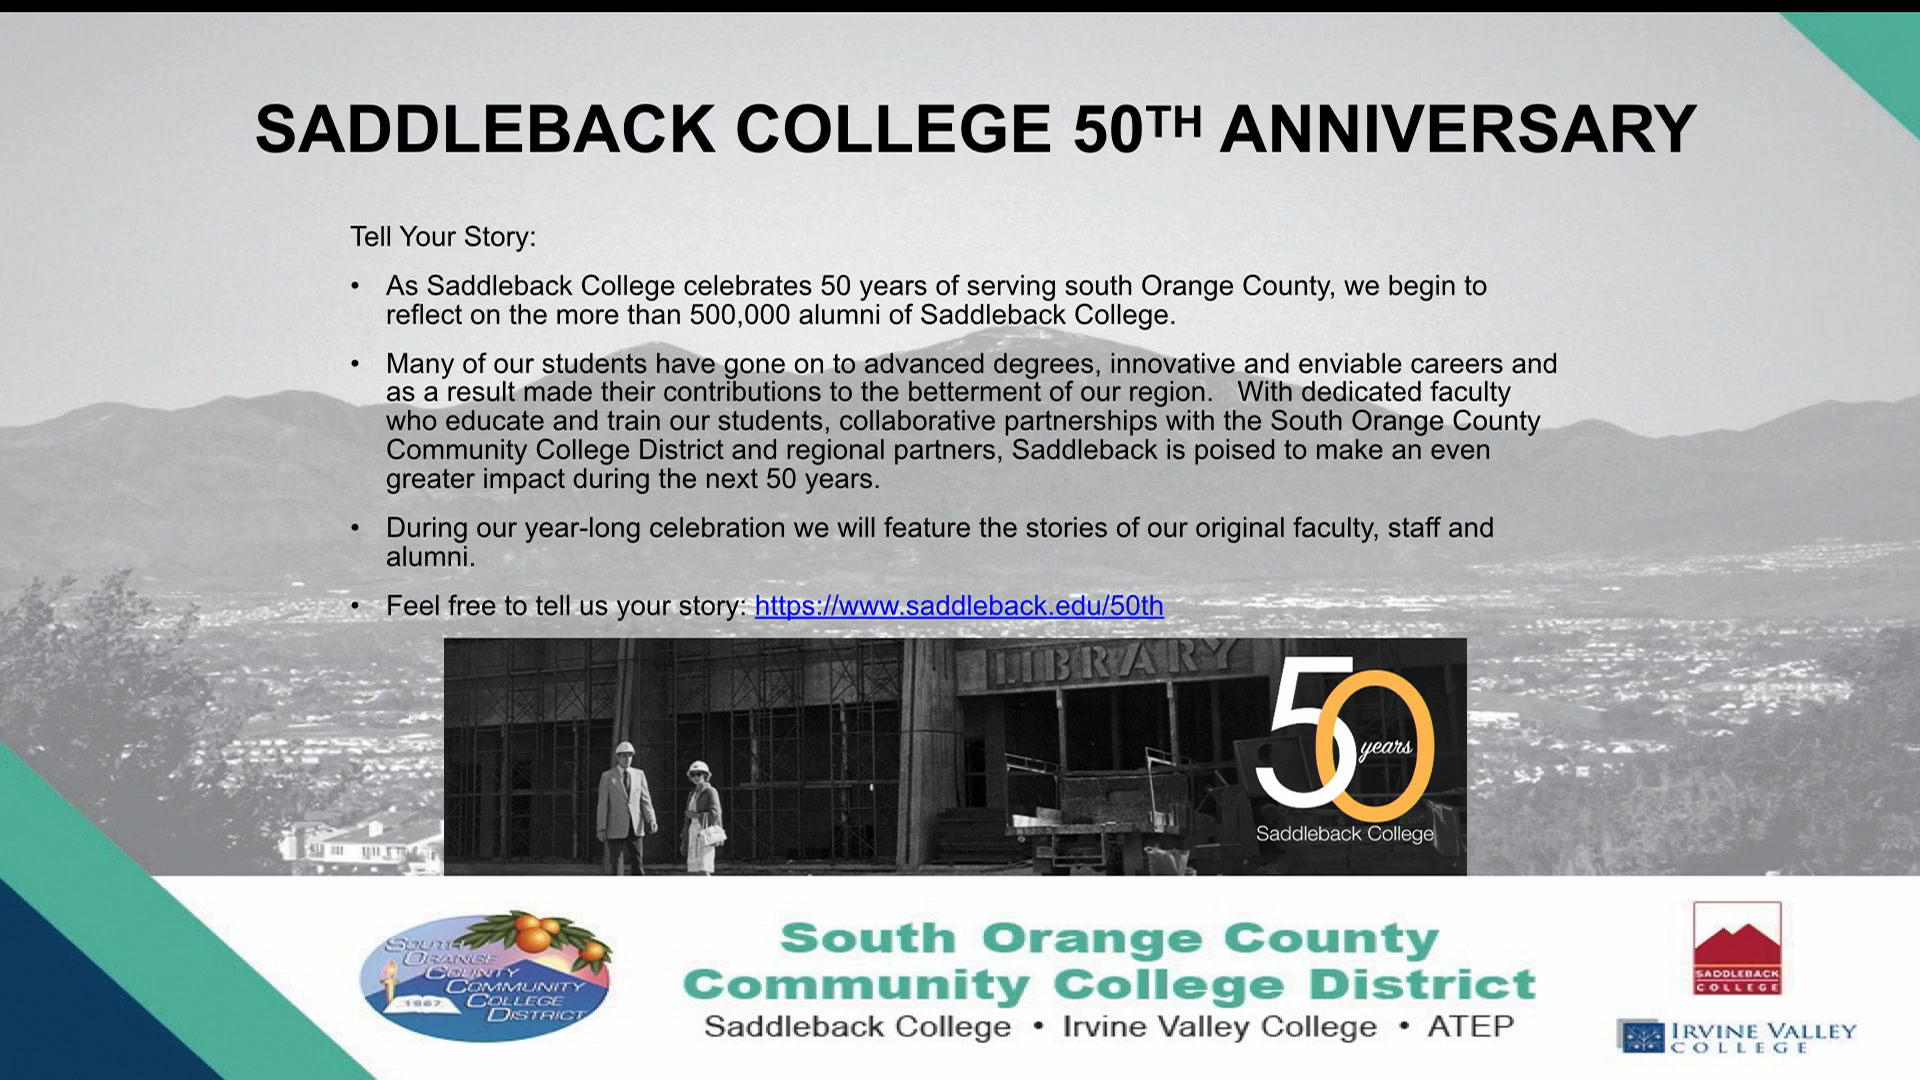 SADDLEBACK COLLEGE 50TH ANNIVERSARY
Tell Your Story:
• As Saddleback College celebrates 50 years of serving south Orange County, we begin to
reflect on the more than 500,000 alumni of Saddleback College.
• Many of our students have gone on to advanced degrees, innovative and enviable careers and
as a result made their contributions to the betterment of our region.   With dedicated faculty
who educate and train our students, collaborative partnerships with the South Orange County
Community College District and regional partners, Saddleback is poised to make an even
greater impact during the next 50 years.
• During our year-long celebration we will feature the stories of our original faculty, staff and
alumni.
• Feel free to tell us your story: https://www.saddleback.edu/50th
LIBRARY
50
years
Saddleback College
SOUTH
ORANGE
COUNTY
COMMUNITY
COLLEGE
DISTRICT
1967
South Orange County
Community College District
Saddleback College • Irvine Valley College • ATEP
SADDLEBACK
COLLEGE
IRVINE VALLEY
COLLEGE